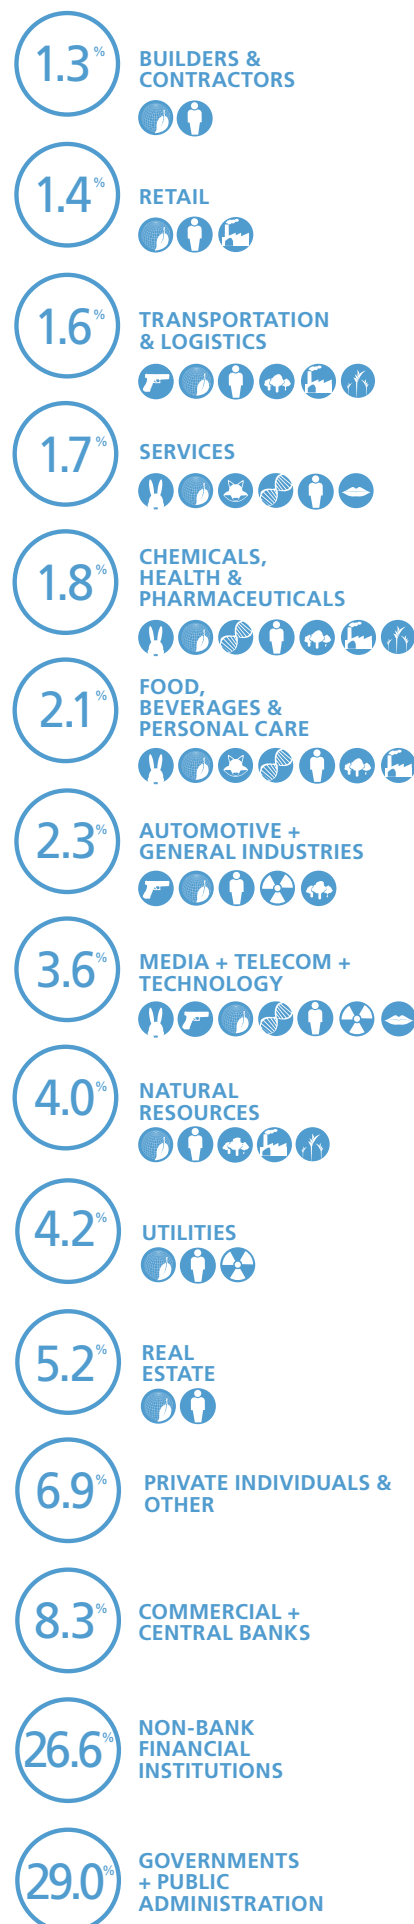 1.3%
BUILDERS &
CONTRACTORS
1.4%
RETAIL
1.6%
TRANSPORTATION
& LOGISTICS
1.7%
SERVICES
1.8%
CHEMICALS,
HEALTH &
PHARMACEUTICALS
2.1%
FOOD,
BEVERAGES &
PERSONAL CARE
2.3%
AUTOMOTIVE +
GENERAL INDUSTRIES
3.6%
MEDIA + TELECOM +
TECHNOLOGY
4.0%
NATURAL
RESOURCES
4.2%
UTILITIES
5.2%
REAL
ESTATE
6.9%
PRIVATE INDIVIDUALS &
OTHER
8.3%
COMMERCIAL +
CENTRAL BANKS
26.6%
NON-BANK
FINANCIAL
INSTITUTIONS
29.0%
GOVERNMENTS
+ PUBLIC
ADMINISTRATION